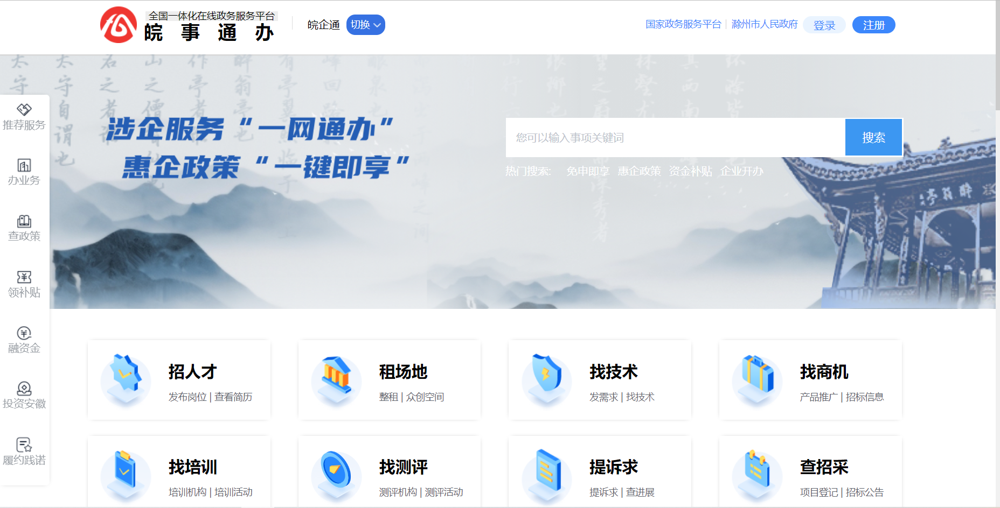 全国一体化在线政务服务平台
皖事通办
皖企通 切换
国家政务服务平台 滁州市人民政府 登录 注册
涉企服务“一网通办”
惠企政策“一键即享”
您可以输入事项关键词 搜索
热门搜索: 免申即享 惠企政策 资金补贴 企业开办
推荐服务
办业务
查政策
领补贴
融资金
投资安徽
履约践诺
招人才
发布岗位 | 查看简历
租场地
整租 | 众创空间
找技术
发需求 | 找技术
找商机
产品推广 | 招标信息
找培训
培训机构 | 培训活动
找测评
测评机构 | 测评活动
提诉求
提诉求 | 查进展
查招采
项目登记 | 招标公告